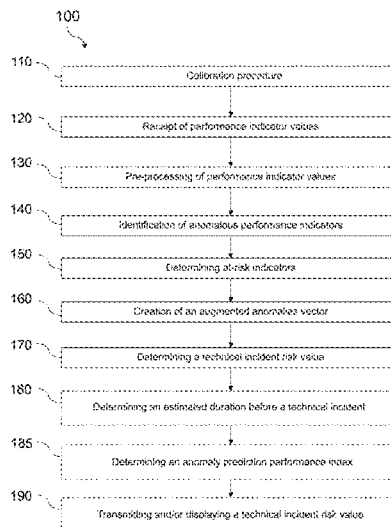 100
110
Calibration procedure
120
Receipt of performance indicator values
130
Pre-processing of performance indicator values
140
Identification of anomalous performance indicators
150
Determining at-risk indicators
160
Creation of an augmented anomalies vector
170
Determining a technical incident risk value
180
Determining an estimated duration before a technical incident
185
Determining an anomaly prediction performance index
190
Transmitting and/or displaying a technical incident risk value